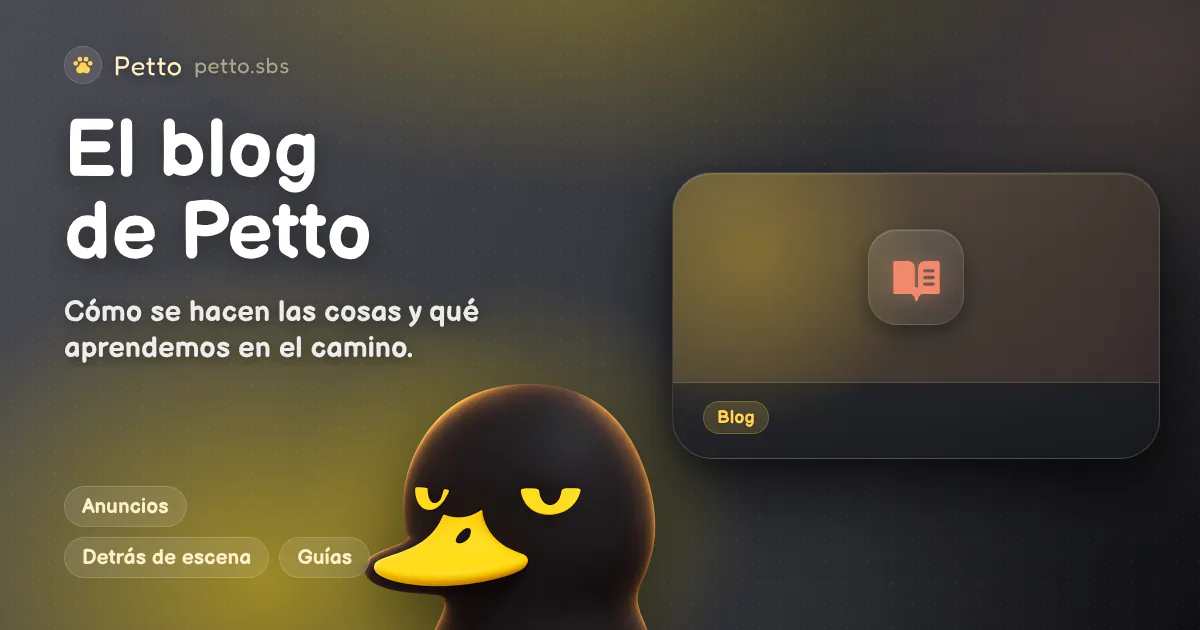 Petto petto.sbs
El blog
de Petto
Cómo se hacen las cosas y qué
aprendemos en el camino.
Anuncios
Detrás de escena
Guías
Blog